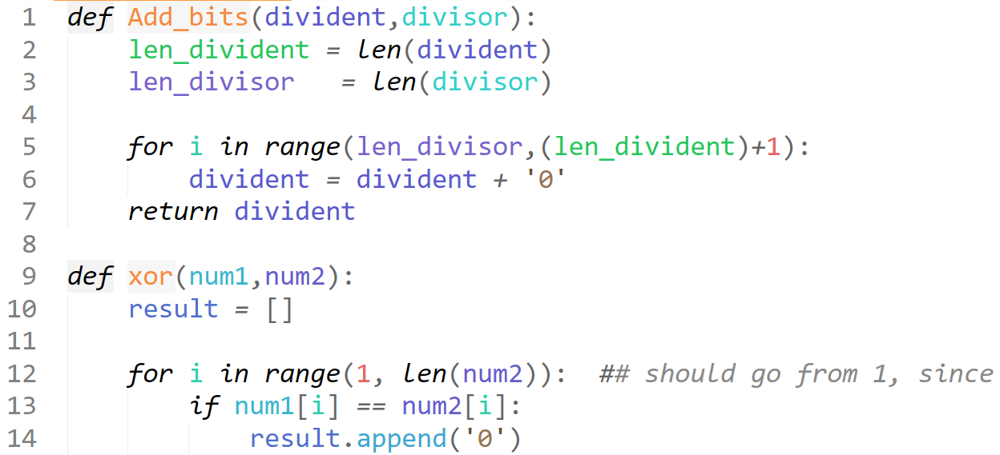 1 def Add_bits(divident,divisor):
2 len_divident = len(divident)
3 len_divisor   = len(divisor)
4
5 for i in range(len_divisor,(len_divident)+1):
6 divident = divident + '0'
7 return divident
8
9 def xor(num1,num2):
10 result = []
11
12 for i in range(1, len(num2)):  ## should go from 1, since
13 if num1[i] == num2[i]:
14 result.append('0')